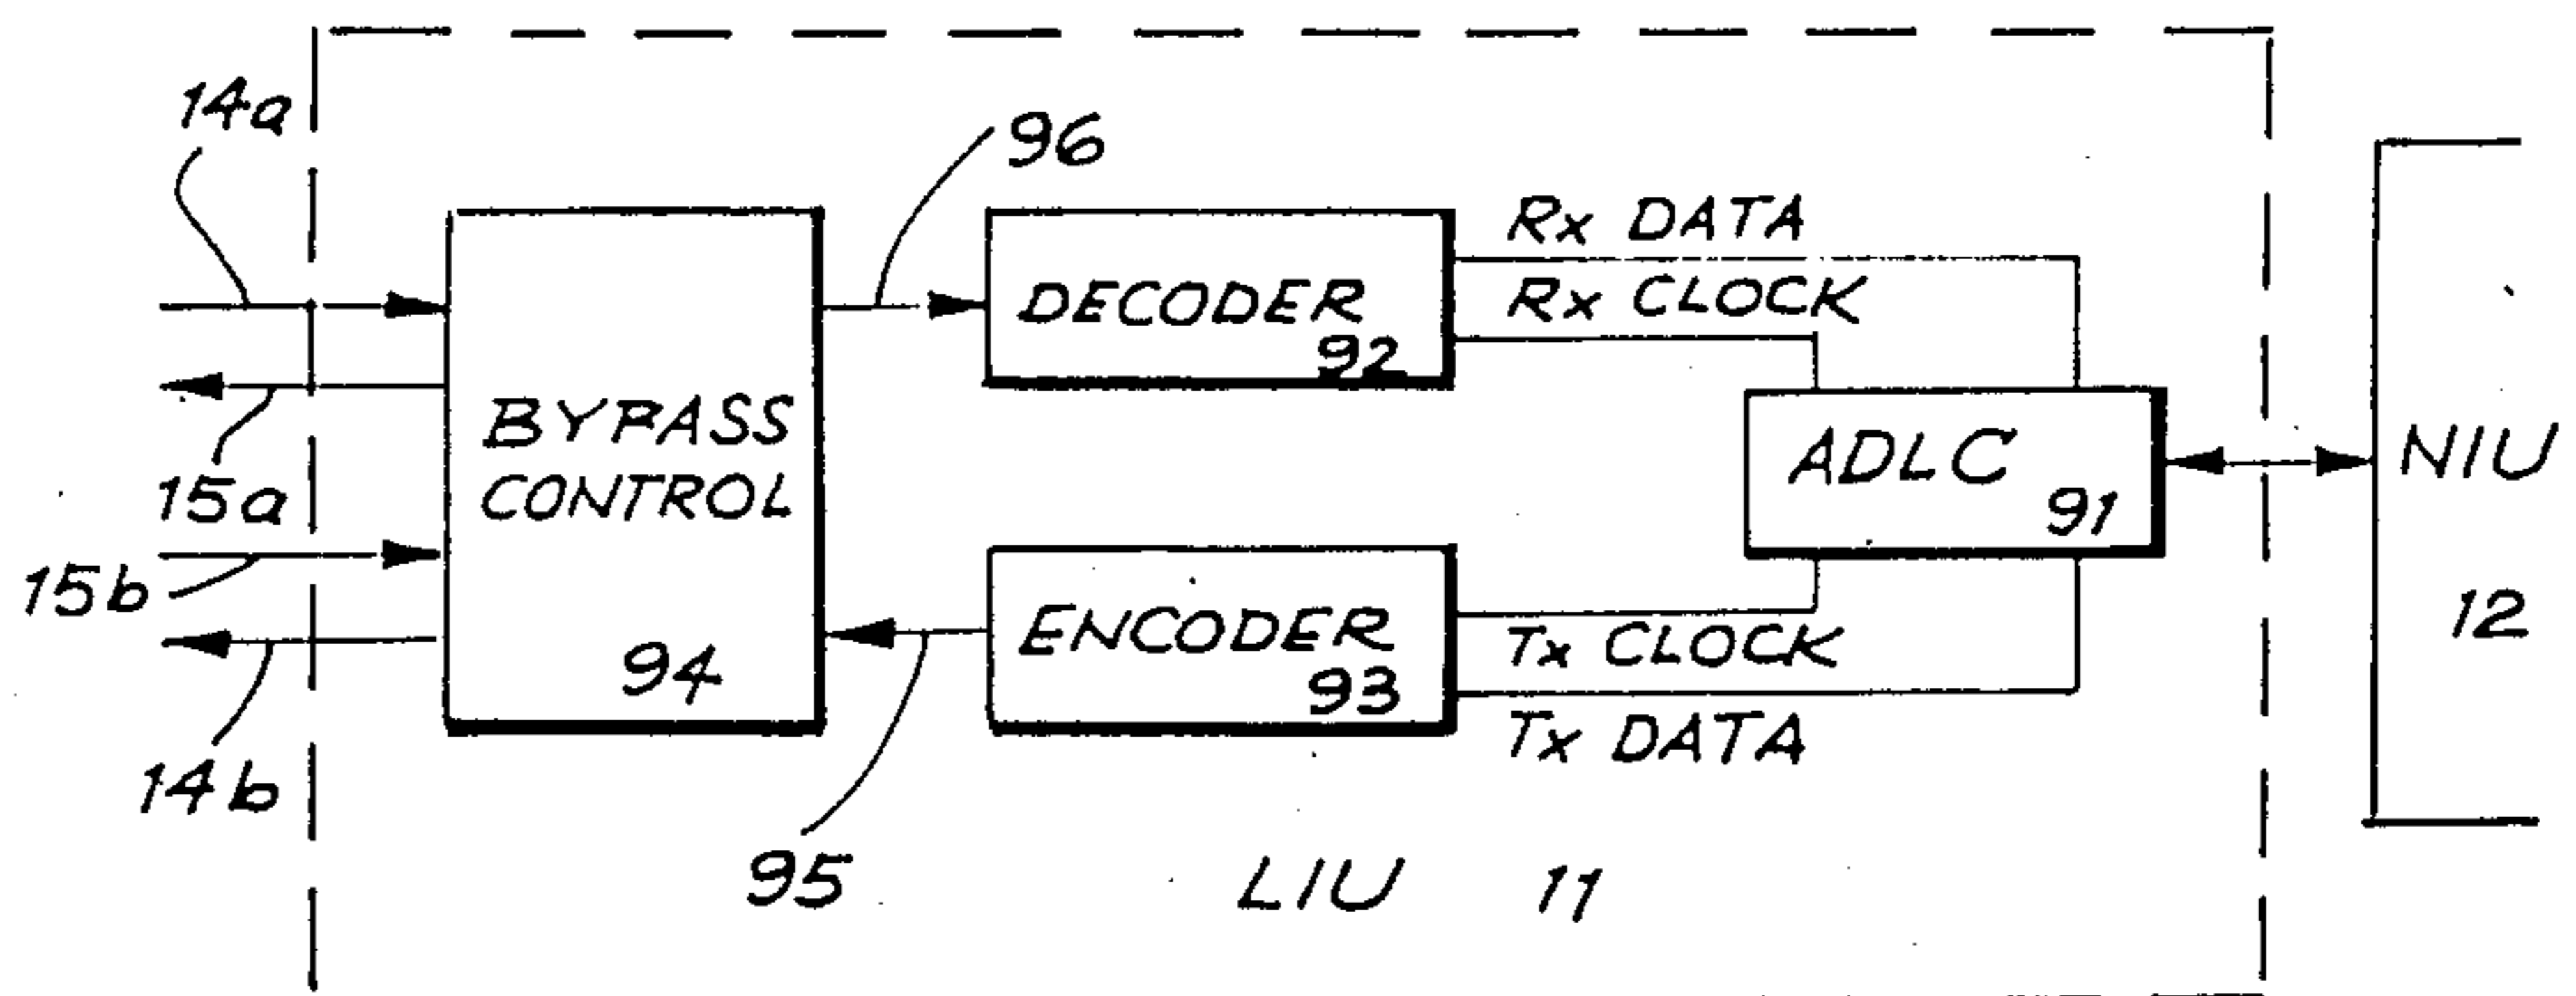 14a
96
Rx DATA
Rx CLOCK
DECODER
92
BYPASS
CONTROL
94
15a
15b
14b
ADLC
91
NIU
12
ENCODER
93
Tx CLOCK
Tx DATA
95
LIU 11